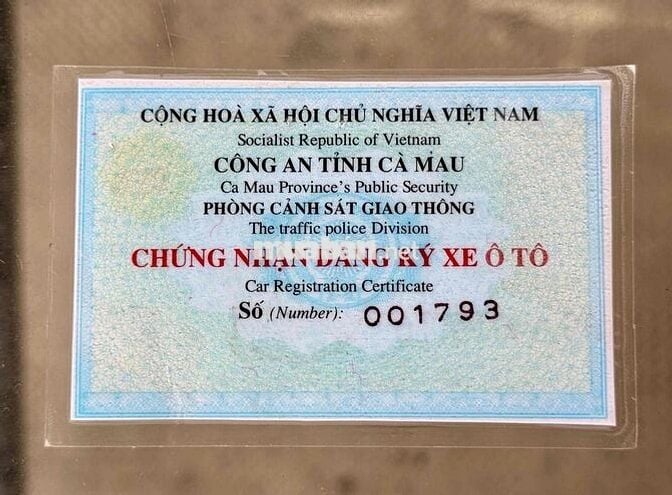 CỘNG HOÀ XÃ HỘI CHỦ NGHĨA VIỆT NAM
Socialist Republic of Vietnam
CÔNG AN TỈNH CÀ MAU
Ca Mau Province's Public Security
PHÒNG CẢNH SÁT GIAO THÔNG
The traffic police Division
muaban.net
CHỨNG NHẬN ĐĂNG KÝ XE Ô TÔ
Car Registration Certificate
Số (Number): 001793